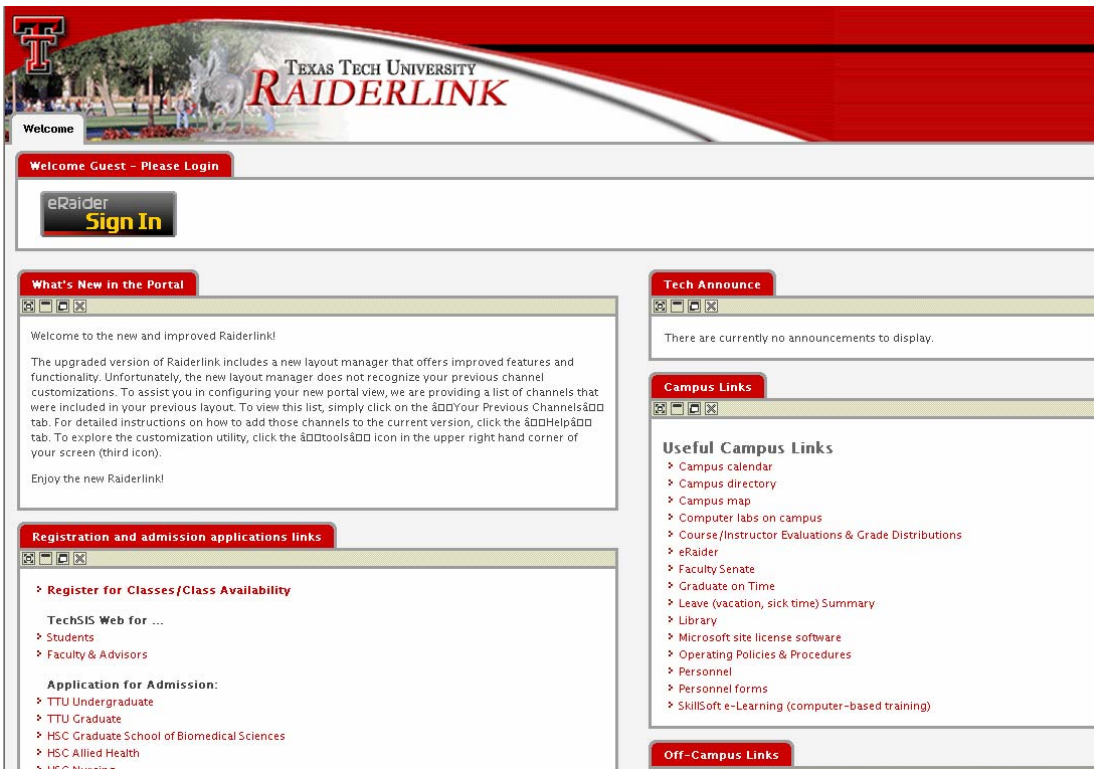 TEXAS TECH UNIVERSITY
RAIDERLINK
Welcome
Welcome Guest - Please Login
eRaider
Sign In
What's New in the Portal
Welcome to the new and improved Raiderlink!
The upgraded version of Raiderlink includes a new layout manager that offers improved features and
functionality. Unfortunately, the new layout manager does not recognize your previous channel
customizations. To assist you in configuring your new portal view, we are providing a list of channels that
were included in your previous layout. To view this list, simply click on the â□□Your Previous Channelsâ□□
tab. For detailed instructions on how to add those channels to the current version, click the â□□Helpâ□□
tab. To explore the customization utility, click the â□□toolsâ□□ icon in the upper right hand corner of
your screen (third icon).
Enjoy the new Raiderlink!
Registration and admission applications links
Register for Classes/Class Availability
TechSIS Web for ...
Students
Faculty & Advisors
Application for Admission:
TTU Undergraduate
TTU Graduate
HSC Graduate School of Biomedical Sciences
HSC Allied Health
HSC Nursing
Tech Announce
There are currently no announcements to display.
Campus Links
Useful Campus Links
Campus calendar
Campus directory
Campus map
Computer labs on campus
Course/Instructor Evaluations & Grade Distributions
eRaider
Faculty Senate
Graduate on Time
Leave (vacation, sick time) Summary
Library
Microsoft site license software
Operating Policies & Procedures
Personnel
Personnel forms
SkillSoft e-Learning (computer-based training)
Off-Campus Links